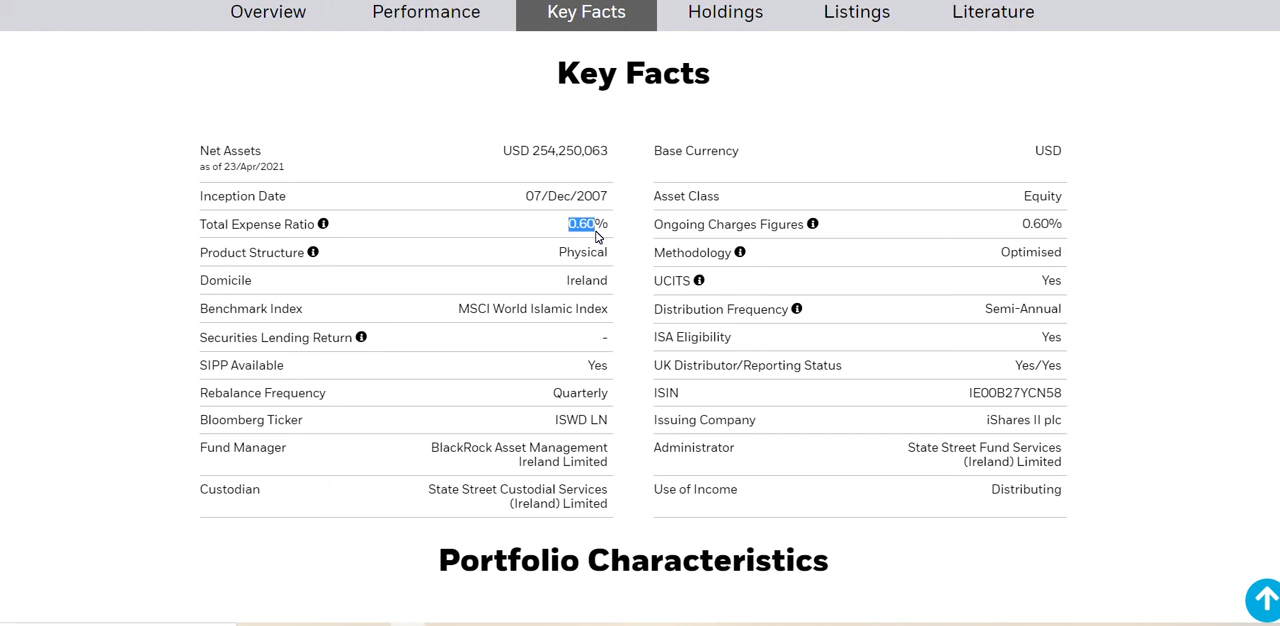 Overview Performance Key Facts Holdings Listings Literature
Key Facts
Net Assets USD 254,250,063
as of 23/Apr/2021
Inception Date 07/Dec/2007
Total Expense Ratio 0.60%
Product Structure Physical
Domicile Ireland
Benchmark Index MSCI World Islamic Index
Securities Lending Return -
SIPP Available Yes
Rebalance Frequency Quarterly
Bloomberg Ticker ISWD LN
Fund Manager BlackRock Asset Management
Ireland Limited
Custodian State Street Custodial Services
(Ireland) Limited
Base Currency USD
Asset Class Equity
Ongoing Charges Figures 0.60%
Methodology Optimised
UCITS Yes
Distribution Frequency Semi-Annual
ISA Eligibility Yes
UK Distributor/Reporting Status Yes/Yes
ISIN IE00B27YCN58
Issuing Company iShares II plc
Administrator State Street Fund Services
(Ireland) Limited
Use of Income Distributing
Portfolio Characteristics